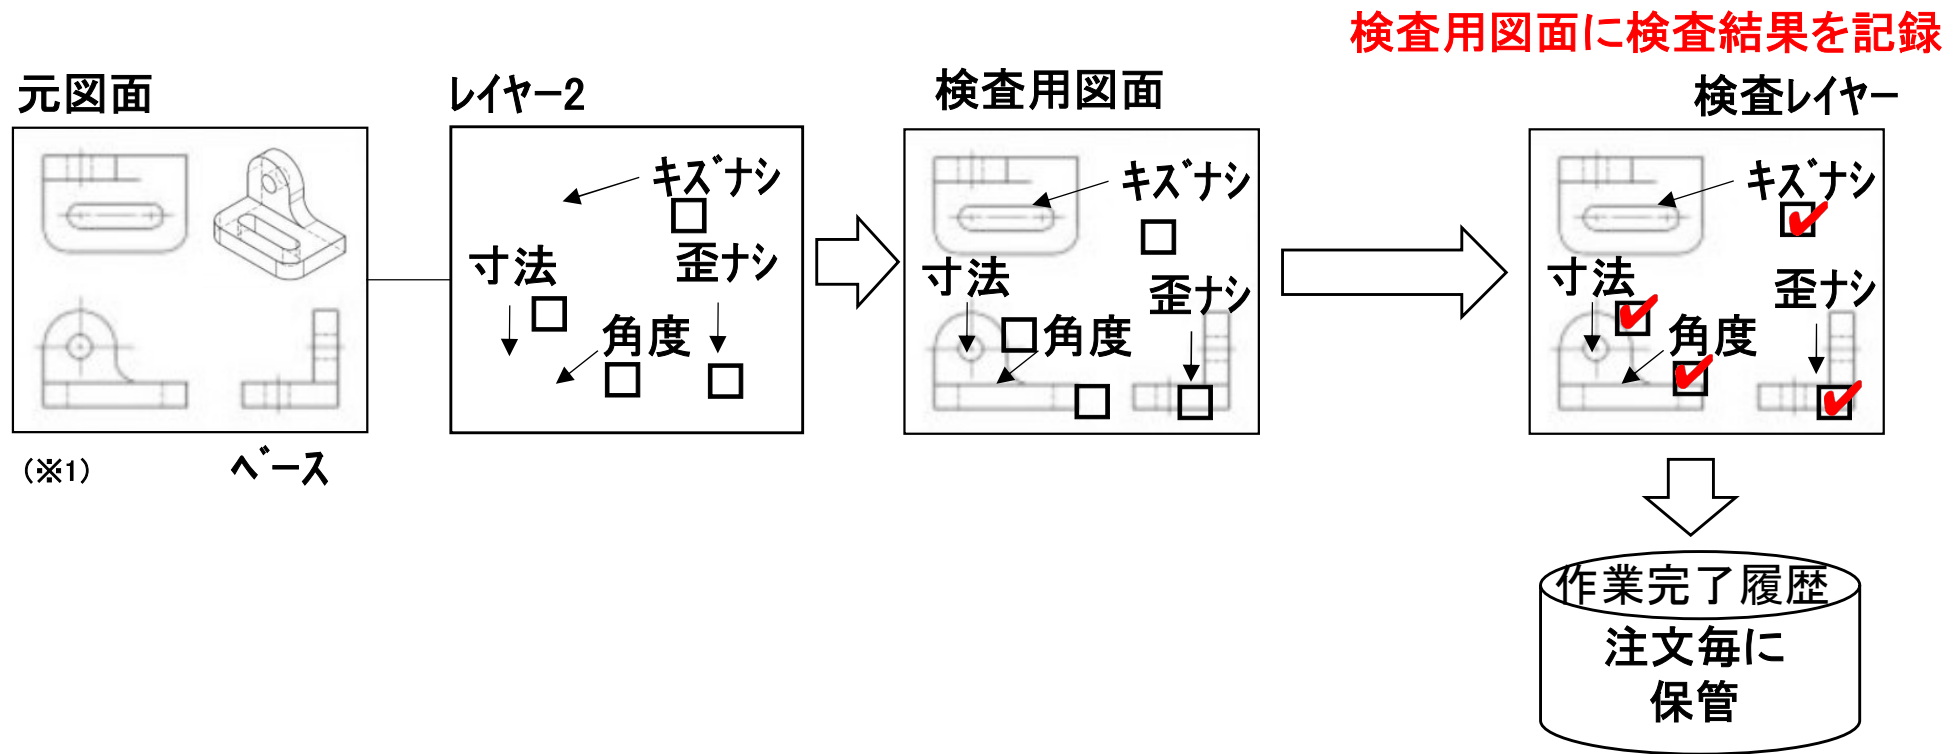 検査用図面に検査結果を記録
元図面
レイヤー2
検査用図面
検査レイヤー
キズナシ
寸法
歪ナシ
角度
キズナシ
寸法
歪ナシ
角度
キズナシ
寸法
歪ナシ
角度
(※1)
ベース
作業完了履歴
注文毎に
保管